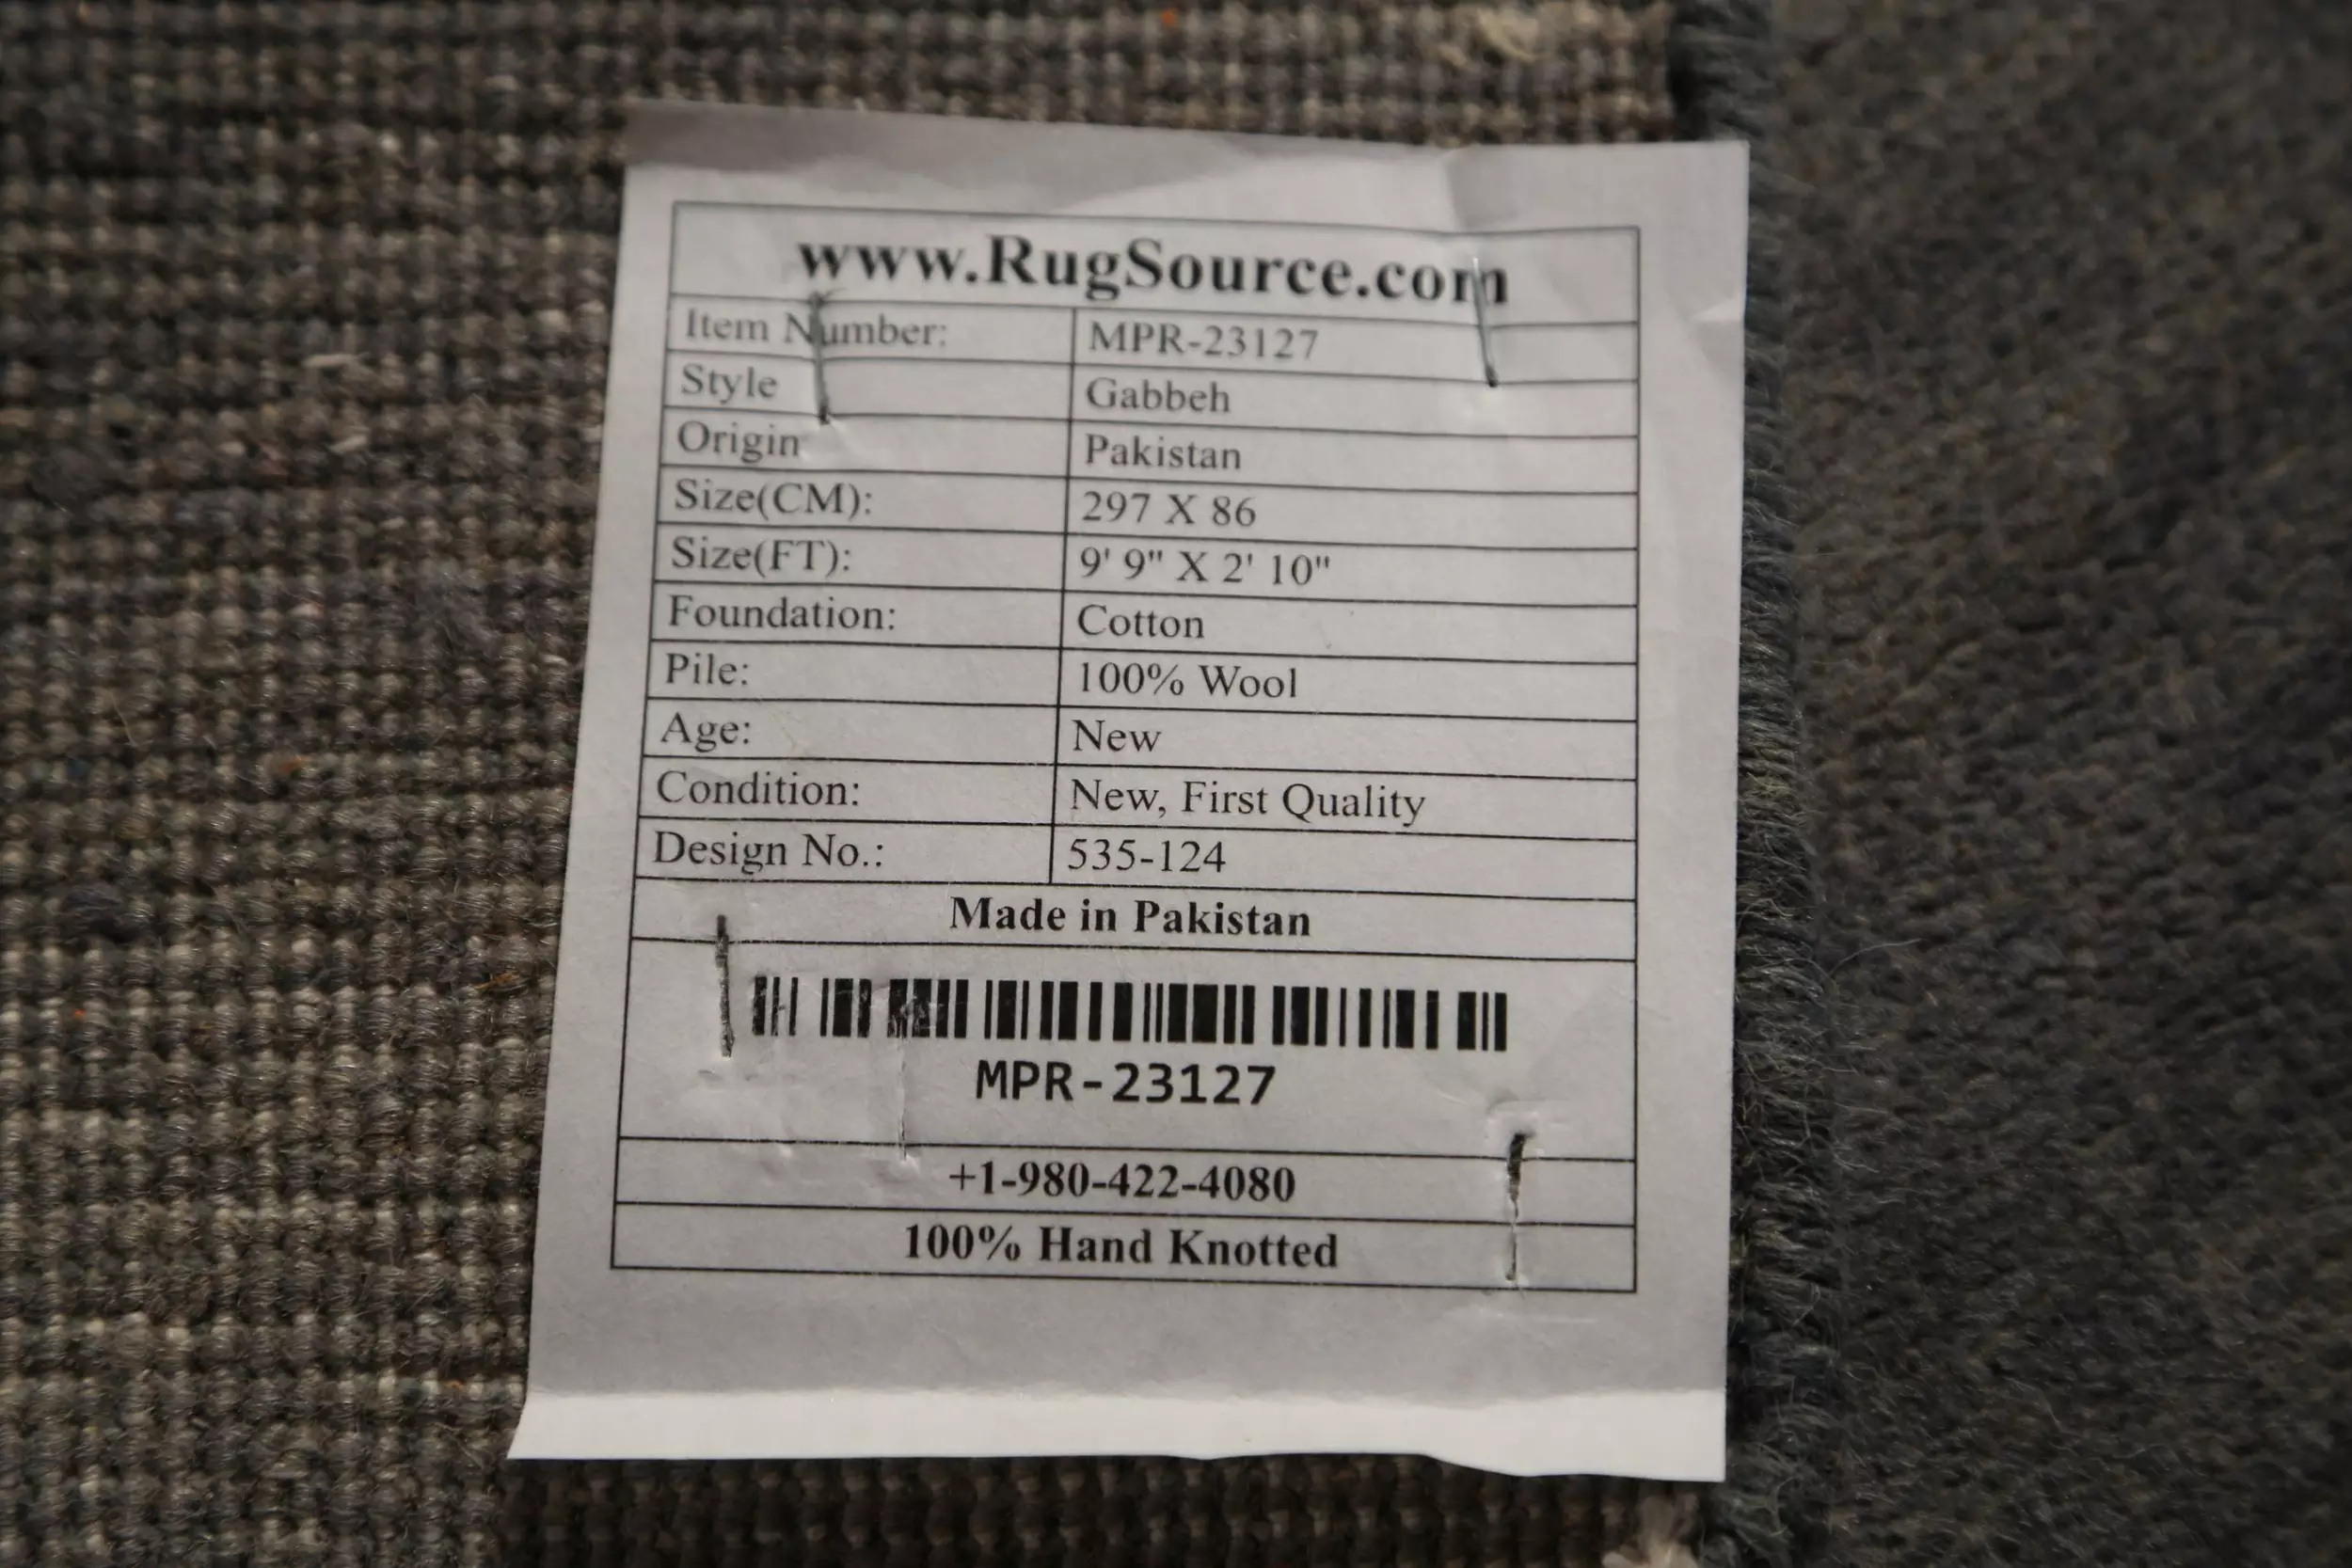 www.RugSource.com
Item Number: MPR-23127
Style Gabbeh
Origin Pakistan
Size(CM): 297 X 86
Size(FT): 9' 9" X 2' 10"
Foundation: Cotton
Pile: 100% Wool
Age: New
Condition: New, First Quality
Design No.: 535-124
Made in Pakistan
MPR-23127
+1-980-422-4080
100% Hand Knotted